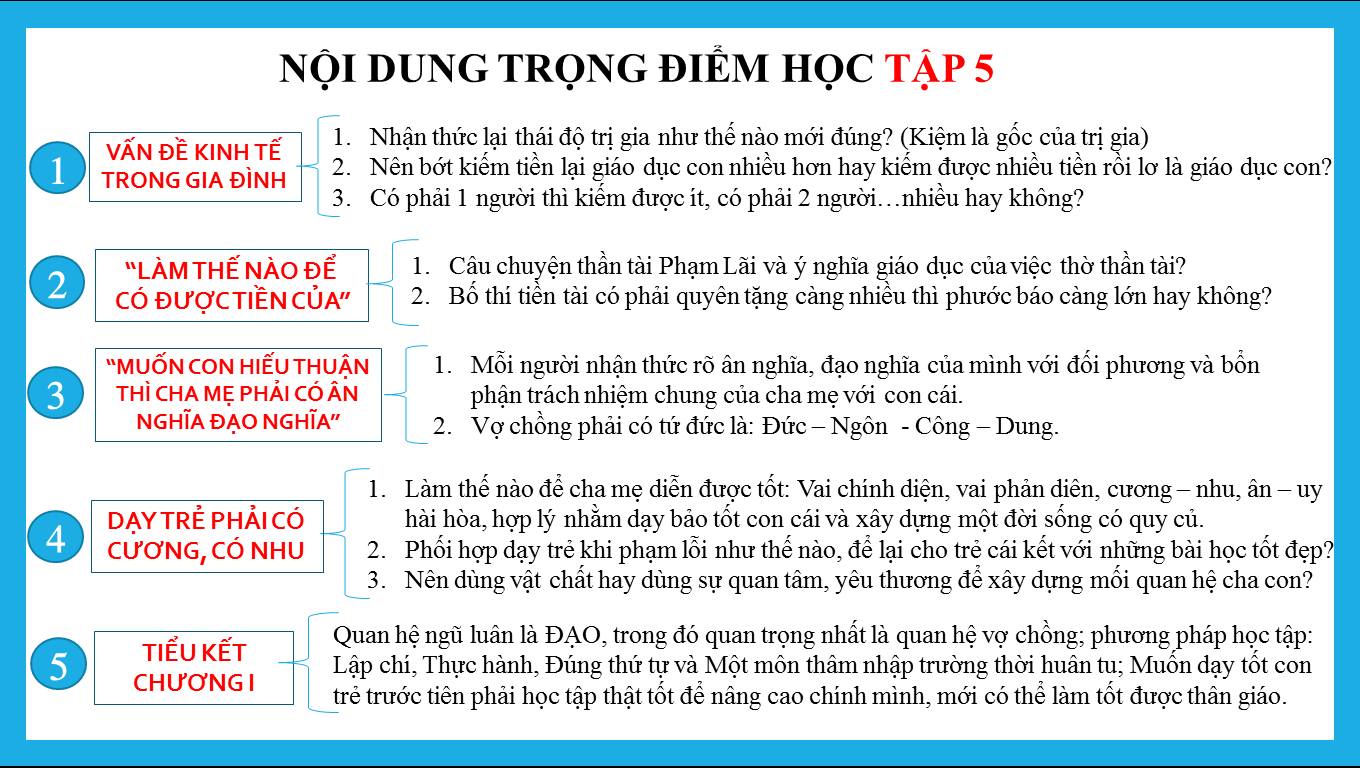 NỘI DUNG TRỌNG ĐIỂM HỌC TẬP 5
1
VẤN ĐỀ KINH TẾ
TRONG GIA ĐÌNH
1. Nhận thức lại thái độ trị gia như thế nào mới đúng? (Kiệm là gốc của trị gia)
2. Nên bớt kiếm tiền lại giáo dục con nhiều hơn hay kiếm được nhiều tiền rồi lơ là giáo dục con?
3. Có phải 1 người thì kiếm được ít, có phải 2 người…nhiều hay không?
2
“LÀM THẾ NÀO ĐỂ
CÓ ĐƯỢC TIỀN CỦA”
1. Câu chuyện thần tài Phạm Lãi và ý nghĩa giáo dục của việc thờ thần tài?
2. Bố thí tiền tài có phải quyên tặng càng nhiều thì phước báo càng lớn hay không?
3
“MUỐN CON HIẾU THUẬN
THÌ CHA MẸ PHẢI CÓ ÂN
NGHĨA ĐẠO NGHĨA”
1. Mỗi người nhận thức rõ ân nghĩa, đạo nghĩa của mình với đối phương và bổn
phận trách nhiệm chung của cha mẹ với con cái.
2. Vợ chồng phải có tứ đức là: Đức – Ngôn - Công – Dung.
4
DẠY TRẺ PHẢI CÓ
CƯƠNG, CÓ NHU
1. Làm thế nào để cha mẹ diễn được tốt: Vai chính diện, vai phản diên, cương – nhu, ân – uy
hài hòa, hợp lý nhằm dạy bảo tốt con cái và xây dựng một đời sống có quy củ.
2. Phối hợp dạy trẻ khi phạm lỗi như thế nào, để lại cho trẻ cái kết với những bài học tốt đẹp?
3. Nên dùng vật chất hay dùng sự quan tâm, yêu thương để xây dựng mối quan hệ cha con?
5
TIỂU KẾT
CHƯƠNG I
Quan hệ ngũ luân là ĐẠO, trong đó quan trọng nhất là quan hệ vợ chồng; phương pháp học tập:
Lập chí, Thực hành, Đúng thứ tự và Một môn thâm nhập trường thời huân tu; Muốn dạy tốt con
trẻ trước tiên phải học tập thật tốt để nâng cao chính mình, mới có thể làm tốt được thân giáo.